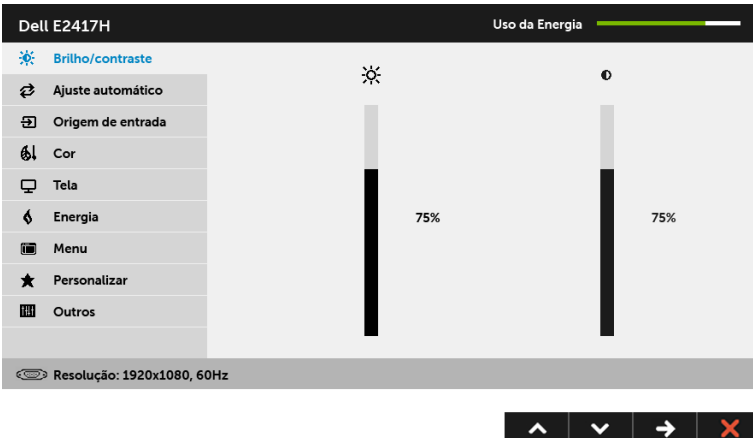 Dell E2417H
Uso da Energia
Brilho/contraste
Ajuste automático
Origem de entrada
Cor
Tela
Energia
Menu
Personalizar
Outros
75%
75%
Resolução: 1920x1080, 60Hz